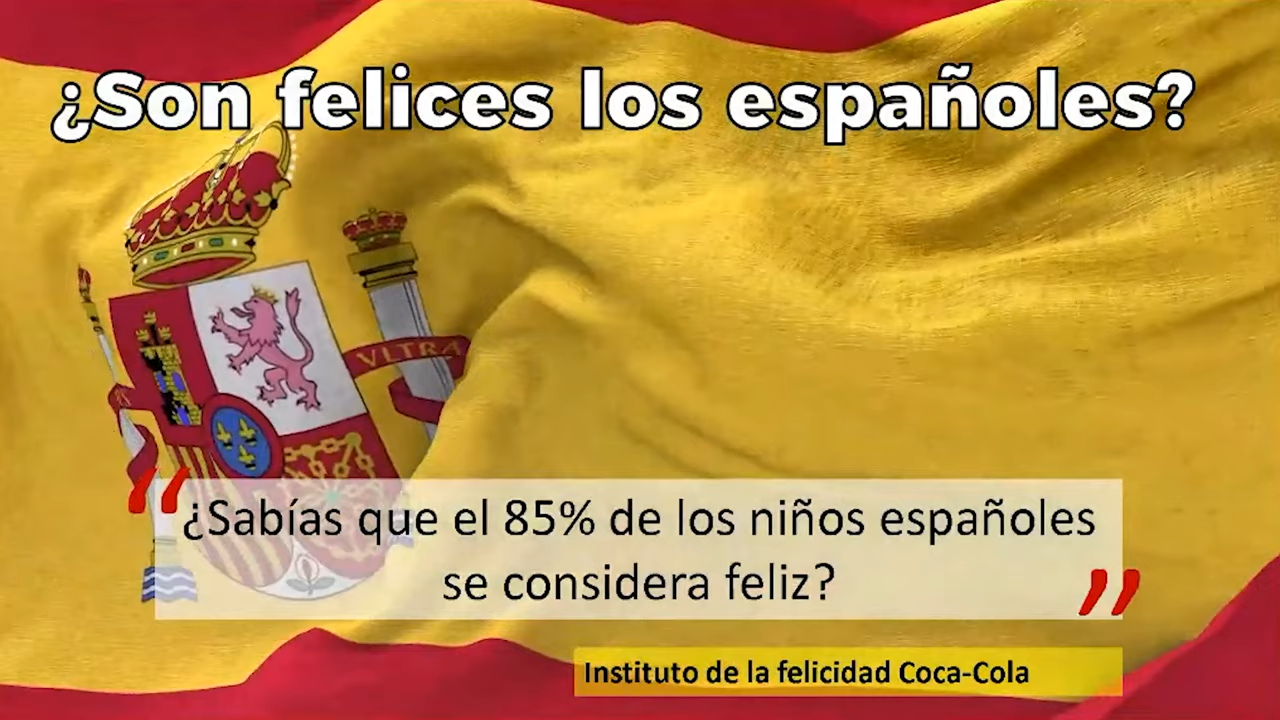 ¿Son felices los españoles?
VLTRA
“¿Sabías que el 85% de los niños españoles
se considera feliz?”
Instituto de la felicidad Coca-Cola